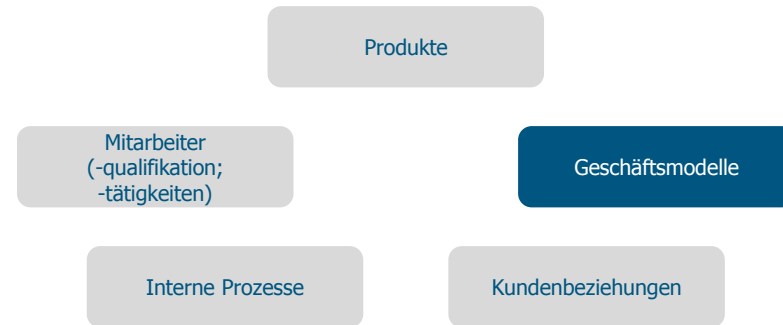 Produkte
Mitarbeiter
(-qualifikation;
-tätigkeiten)
Geschäftsmodelle
Interne Prozesse
Kundenbeziehungen